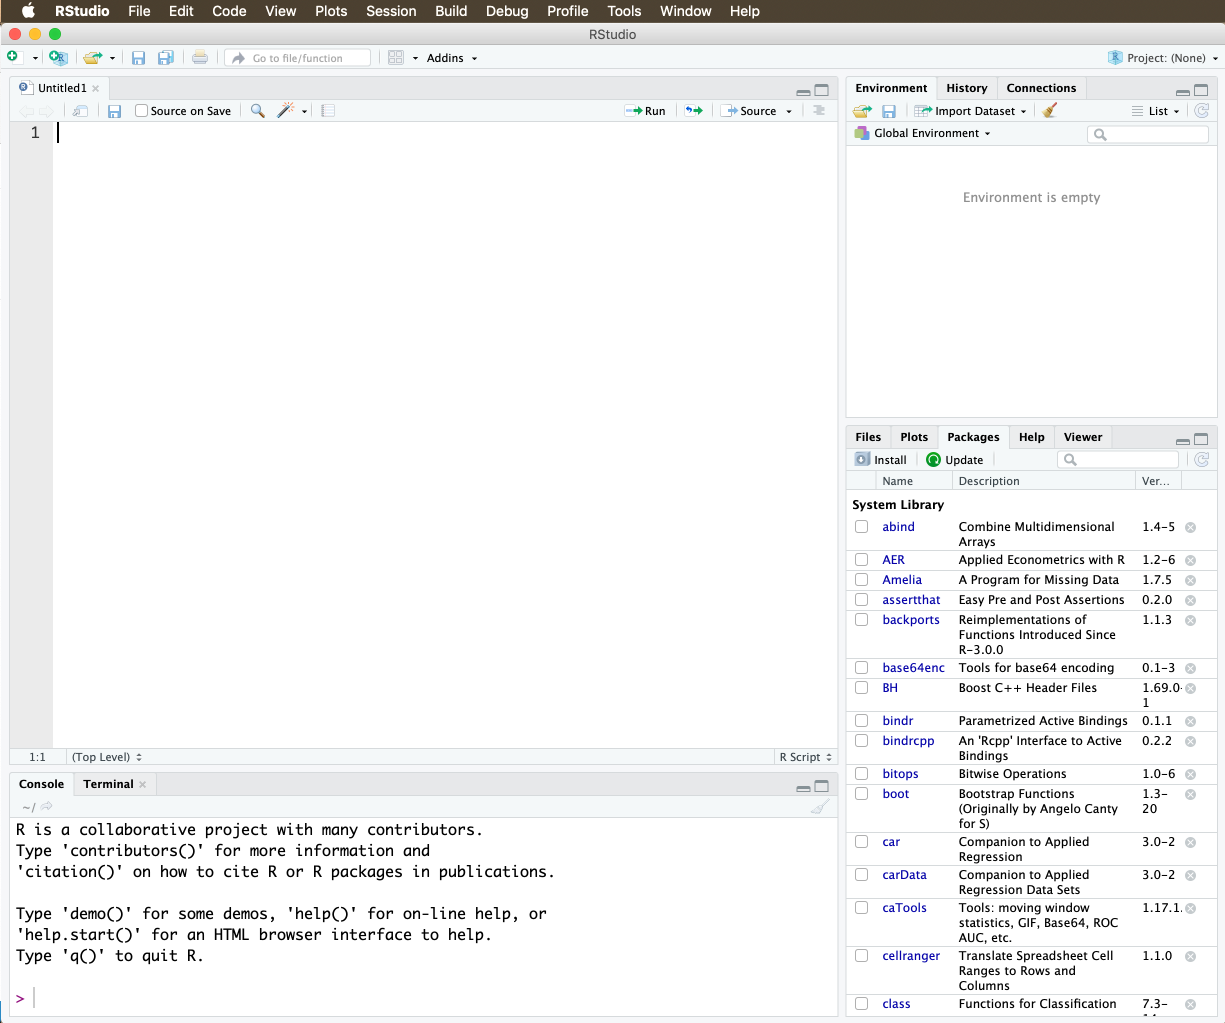 RStudio File Edit Code View Plots Session Build Debug Profile Tools Window Help
RStudio
Go to file/function Addins Project: (None)
Untitled1
Source on Save Run Source
1
1:1 (Top Level) R Script
Console Terminal
~/
R is a collaborative project with many contributors.
Type 'contributors()' for more information and
'citation()' on how to cite R or R packages in publications.
Type 'demo()' for some demos, 'help()' for on-line help, or
'help.start()' for an HTML browser interface to help.
Type 'q()' to quit R.
>
Environment History Connections
Import Dataset List
Global Environment
Environment is empty
Files Plots Packages Help Viewer
Install Update
Name Description Ver...
System Library
abind Combine Multidimensional 1.4-5
Arrays
AER Applied Econometrics with R 1.2-6
Amelia A Program for Missing Data 1.7.5
assertthat Easy Pre and Post Assertions 0.2.0
backports Reimplementations of 1.1.3
Functions Introduced Since
R-3.0.0
base64enc Tools for base64 encoding 0.1-3
BH Boost C++ Header Files 1.69.0-
1
bindr Parametrized Active Bindings 0.1.1
bindrcpp An 'Rcpp' Interface to Active 0.2.2
Bindings
bitops Bitwise Operations 1.0-6
boot Bootstrap Functions 1.3-
(Originally by Angelo Canty 20
for S)
car Companion to Applied 3.0-2
Regression
carData Companion to Applied 3.0-2
Regression Data Sets
caTools Tools: moving window 1.17.1.
statistics, GIF, Base64, ROC
AUC, etc.
cellranger Translate Spreadsheet Cell 1.1.0
Ranges to Rows and
Columns
class Functions for Classification 7.3-